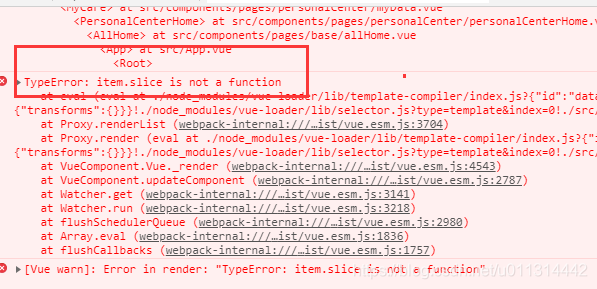 <MyCare> at src/components/pages/personalCenter/myData.vue
<PersonalCenterHome> at src/components/pages/personalCenter/personalCenterHome.vue
<AllHome> at src/components/pages/base/allHome.vue
<App> at src/App.vue
<Root>
TypeError: item.slice is not a function
at eval (eval at ./node_modules/vue-loader/lib/template-compiler/index.js?{"id":"data
{"transforms":{}}}!./node_modules/vue-loader/lib/selector.js?type=template&index=0!./src/
at Proxy.renderList (webpack-internal:///…ist/vue.esm.js:3704)
at Proxy.render (eval at ./node_modules/vue-loader/lib/template-compiler/index.js?{"i
{"transforms":{}}}!./node_modules/vue-loader/lib/selector.js?type=template&index=0!./src/
at VueComponent.Vue._render (webpack-internal:///…ist/vue.esm.js:4543)
at VueComponent.updateComponent (webpack-internal:///…ist/vue.esm.js:2787)
at Watcher.get (webpack-internal:///…ist/vue.esm.js:3141)
at Watcher.run (webpack-internal:///…ist/vue.esm.js:3218)
at flushSchedulerQueue (webpack-internal:///…ist/vue.esm.js:2980)
at Array.eval (webpack-internal:///…ist/vue.esm.js:1836)
at flushCallbacks (webpack-internal:///…ist/vue.esm.js:1757)
[Vue warn]: Error in render: "TypeError: item.slice is not a function"
https://blog.csdn.net/u011314442